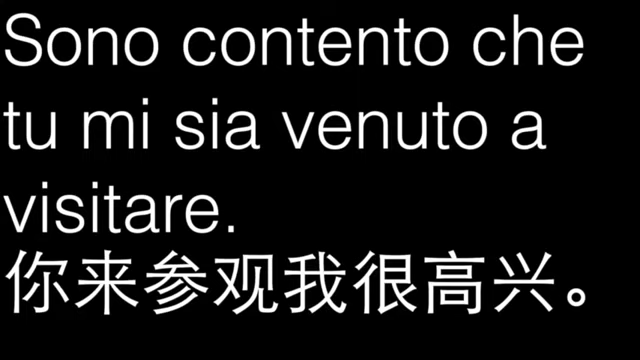 Sono contento che
tu mi sia venuto a
visitare.
你来参观我很高兴。